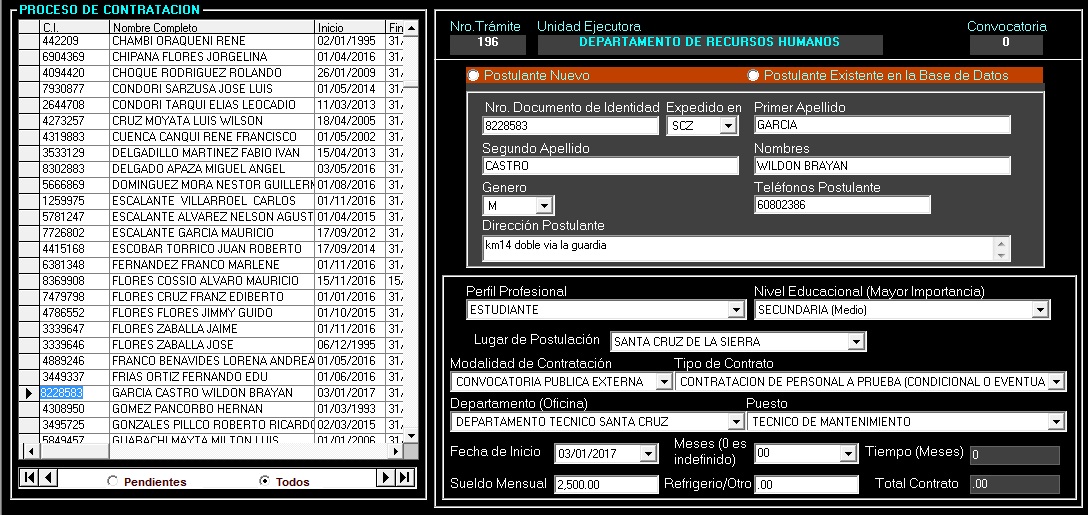 PROCESO DE CONTRATACION
C.I. Nombre Completo Inicio Fin
442209 CHAMBI ORAQUENI RENE 02/01/1995 31/
6904369 CHIPANA FLORES JORGELINA 01/04/2016 31/
4094420 CHOQUE RODRIGUEZ ROLANDO 26/01/2009 31/
7930877 CONDORI SARZUSA JOSE LUIS 01/05/2014 31/
2644708 CONDORI TARQUI ELIAS LEOCADIO 11/03/2013 31/
4273257 CRUZ MOYATA LUIS WILSON 18/04/2005 31/
4319883 CUENCA CANQUI RENE FRANCISCO 01/05/2002 31/
3533129 DELGADILLO MARTINEZ FABIO IVAN 15/04/2013 31/
8302883 DELGADO APAZA MIGUEL ANGEL 03/05/2016 31/
5666869 DOMINGUEZ MORA NESTOR GUILLERN 01/08/2016 31/
1259975 ESCALANTE VILLARROEL CARLOS 01/11/2016 31/
5781247 ESCALANTE ALVAREZ NELSON AGUST 01/04/2015 31/
7726802 ESCALANTE GARCIA MAURICIO 17/09/2012 31/
4415168 ESCOBAR TORRICO JUAN ROBERTO 17/09/2014 31/
6381348 FERNANDEZ FRANCO MARLENE 01/11/2016 31/
8369908 FLORES COSSIO ALVARO MAURICIO 15/11/2016 15/
7479798 FLORES CRUZ FRANZ EDIBERTO 01/01/2016 31/
4786552 FLORES FLORES JIMMY GUIDO 01/10/2015 31/
3339647 FLORES ZABALLA JAIME 01/11/2016 31/
3339646 FLORES ZABALLA JOSE 06/12/1995 31/
4889246 FRANCO BENAVIDES LORENA ANDREA 01/05/2016 31/
3449337 FRIAS ORTIZ FERNANDO EDU 01/06/2016 31/
8228583 GARCIA CASTRO WILDON BRAYAN 03/01/2017 31/
4308950 GOMEZ PANCORBO HERNAN 01/03/1993 31/
3495725 GONZALES PILLCO ROBERTO RICARDO 02/03/2015 31/
5849457 GUARACHI MAYTA MILTON LUIS 01/01/2006 31/
Pendientes Todos
Nro.Trámite Unidad Ejecutora Convocatoria
196 DEPARTAMENTO DE RECURSOS HUMANOS 0
Postulante Nuevo Postulante Existente en la Base de Datos
Nro. Documento de Identidad Expedido en Primer Apellido
8228583 SCZ GARCIA
Segundo Apellido Nombres
CASTRO WILDON BRAYAN
Genero Teléfonos Postulante
M 60802386
Dirección Postulante
km14 doble via la guardia
Perfil Profesional Nivel Educacional (Mayor Importancia)
ESTUDIANTE SECUNDARIA (Medio)
Lugar de Postulación SANTA CRUZ DE LA SIERRA
Modalidad de Contratación Tipo de Contrato
CONVOCATORIA PUBLICA EXTERNA CONTRATACION DE PERSONAL A PRUEBA (CONDICIONAL O EVENTUA
Departamento (Oficina) Puesto
DEPARTAMENTO TECNICO SANTA CRUZ TECNICO DE MANTENIMIENTO
Fecha de Inicio 03/01/2017 Meses (0 es indefinido) 00 Tiempo (Meses) 0
Sueldo Mensual 2,500.00 Refrigerio/Otro .00 Total Contrato .00